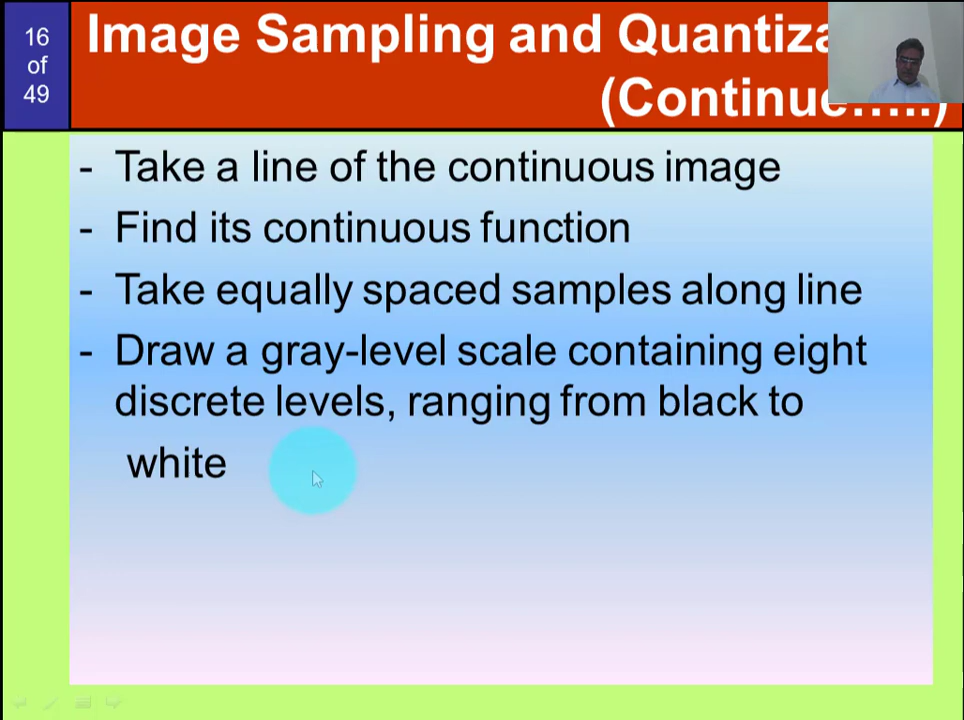 16
of
49
Image Sampling and Quantiza
(Continue…..)
- Take a line of the continuous image
- Find its continuous function
- Take equally spaced samples along line
- Draw a gray-level scale containing eight
discrete levels, ranging from black to
white